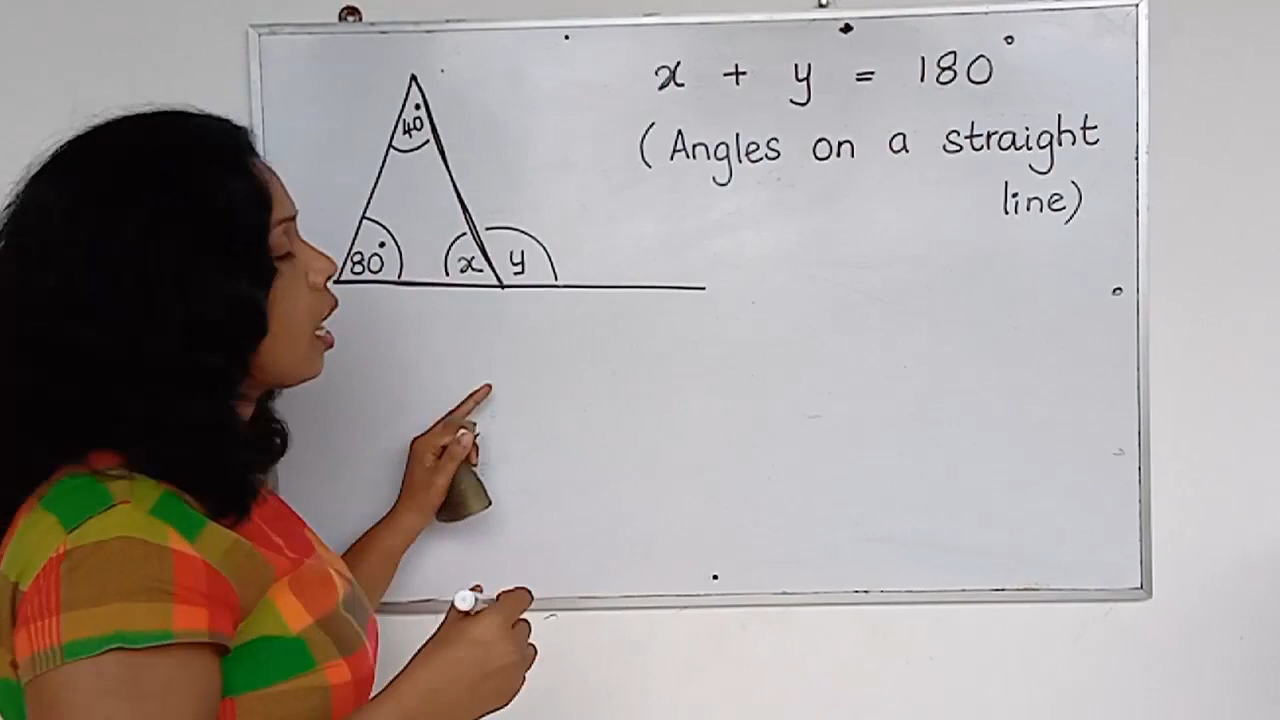 x + y = 180°
(Angles on a straight
line)
40°
80° x y